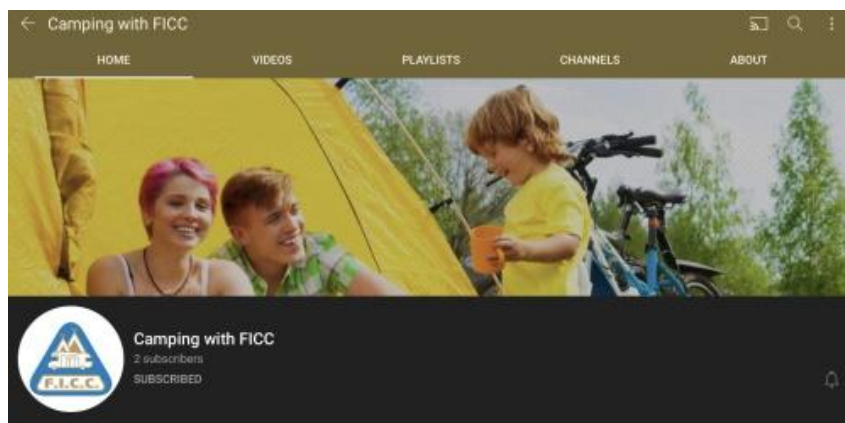 Camping with FICC
HOME VIDEOS PLAYLISTS CHANNELS ABOUT
F.I.C.C.
Camping with FICC
2 subscribers
SUBSCRIBED